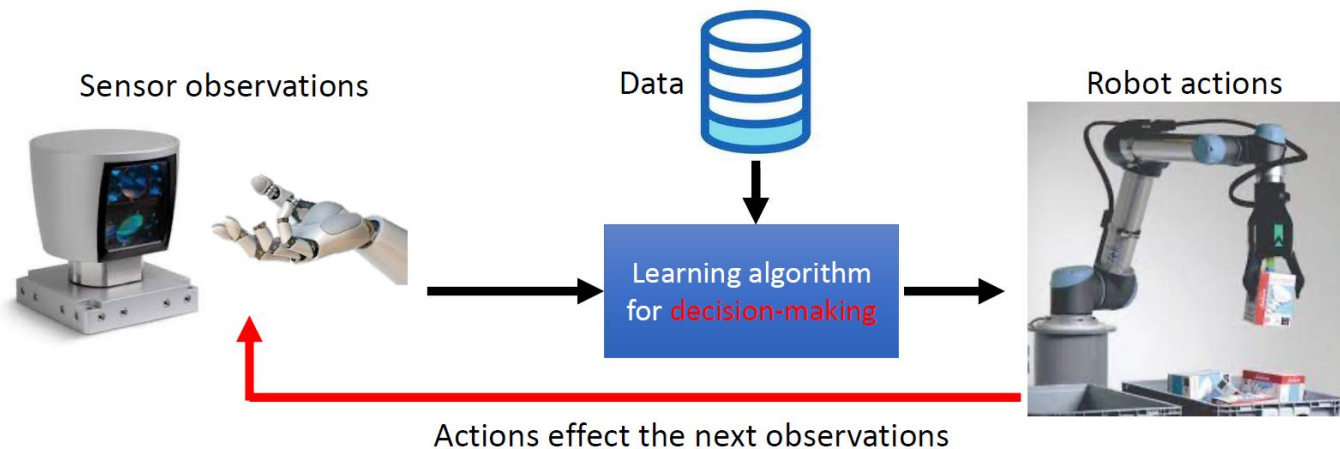 Sensor observations
Data
Robot actions
Learning algorithm
for decision-making
Actions effect the next observations